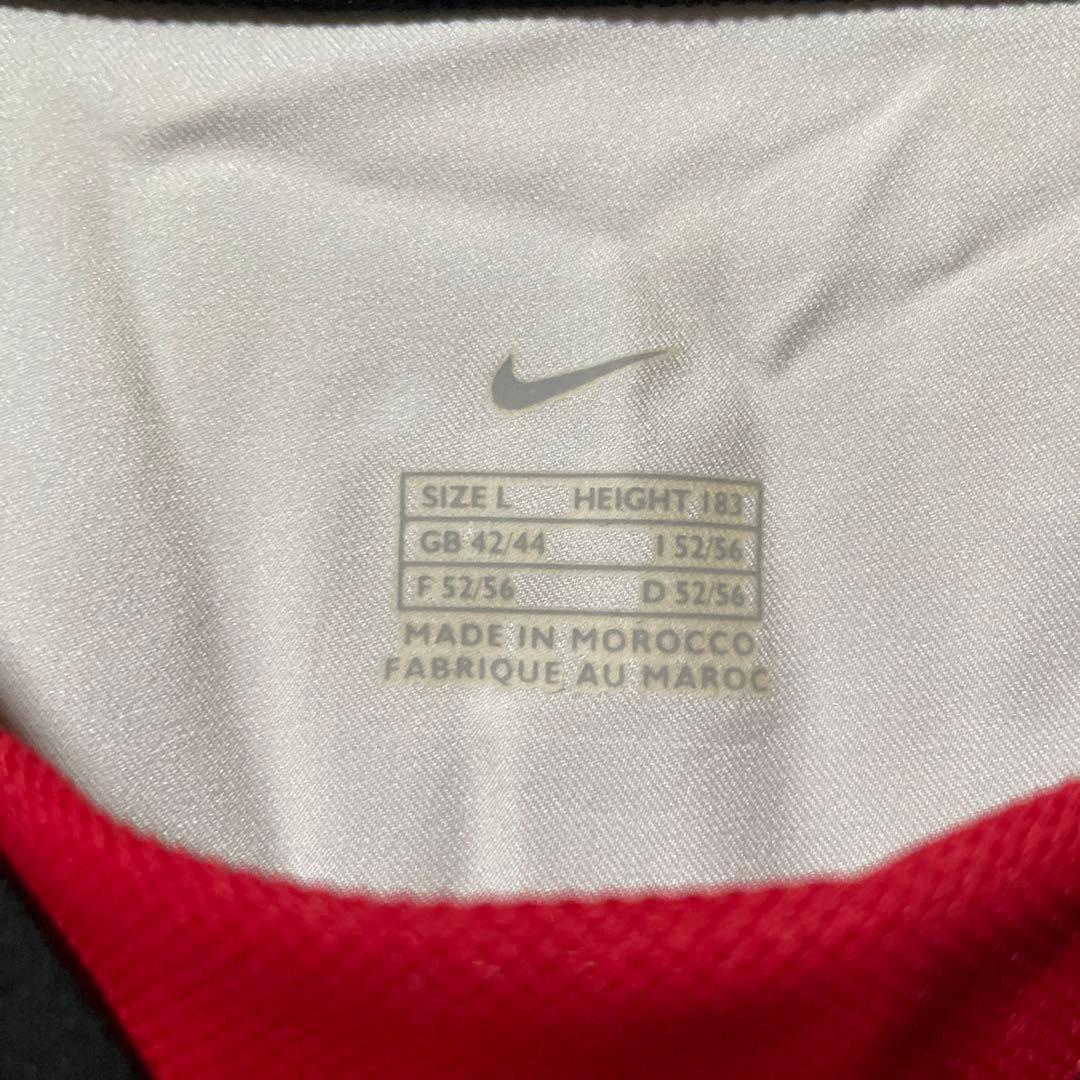 SIZE L HEIGHT 183
GB 42/44 I 52/56
F 52/56 D 52/56
MADE IN MOROCCO
FABRIQUE AU MAROC